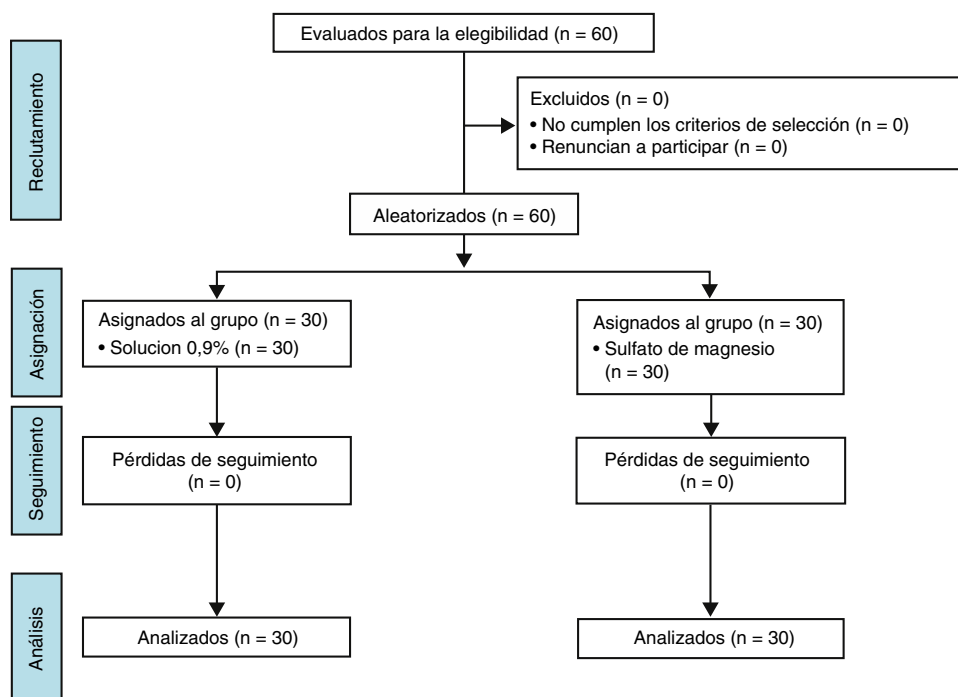 Reclutamiento
Evaluados para la elegibilidad (n = 60)
Excluidos (n = 0)
• No cumplen los criterios de selección (n = 0)
• Renuncian a participar (n = 0)
Aleatorizados (n = 60)
Asignación
Asignados al grupo (n = 30)
• Solucion 0,9% (n = 30)
Asignados al grupo (n = 30)
• Sulfato de magnesio
(n = 30)
Seguimiento
Pérdidas de seguimiento
(n = 0)
Pérdidas de seguimiento
(n = 0)
Análisis
Analizados (n = 30)
Analizados (n = 30)